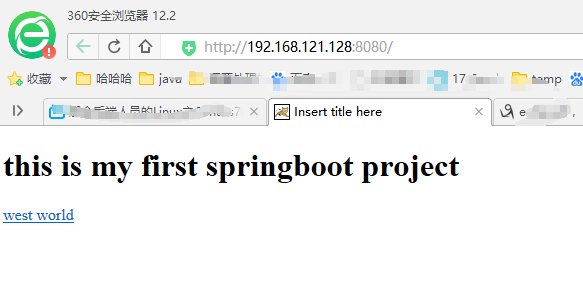 360安全浏览器 12.2
http://192.168.121.128:8080/
收藏 哈哈哈 java 17 temp
Insert title here
this is my first springboot project
west world